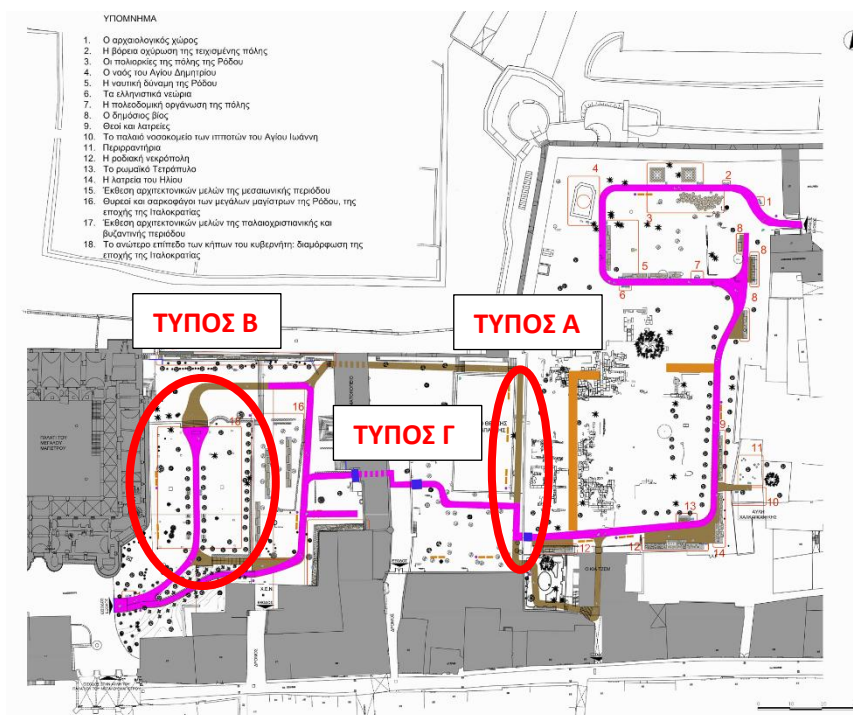 ΥΠΟΜΝΗΜΑ
1. Ο αρχαιολογικός χώρος
2. Η βόρεια οχύρωση της τειχισμένης πόλης
3. Οι πολιορκίες της πόλης της Ρόδου
4. Ο ναός του Αγίου Δημητρίου
5. Η ναυτική δύναμη της Ρόδου
6. Τα ελληνιστικά νεώρια
7. Η πολεοδομική οργάνωση της πόλης
8. Ο δημόσιος βίος
9. Θεοί και λατρείες
10. Το παλαιό νοσοκομείο των ιπποτών του Αγίου Ιωάννη
11. Περιρραντήρια
12. Η ροδιακή νεκρόπολη
13. Το ρωμαϊκό Τετράπυλο
14. Η λατρεία του Ηλίου
15. Έκθεση αρχιτεκτονικών μελών της μεσαιωνικής περιόδου
16. Θυρεοί και σαρκοφάγοι των μεγάλων μαγίστρων της Ρόδου, της
εποχής της Ιταλοκρατίας
17. Έκθεση αρχιτεκτονικών μελών της παλαιοχριστιανικής και
βυζαντινής περιόδου
18. Το ανώτερο επίπεδο των κήπων του κυβερνήτη: διαμόρφωση της
εποχής της Ιταλοκρατίας
4
2
1
3
8
8
5
7
6
8
ΤΥΠΟΣ Β
ΤΥΠΟΣ Α
16
18
ΤΥΠΟΣ Γ
9
11
10
13
12
12
14